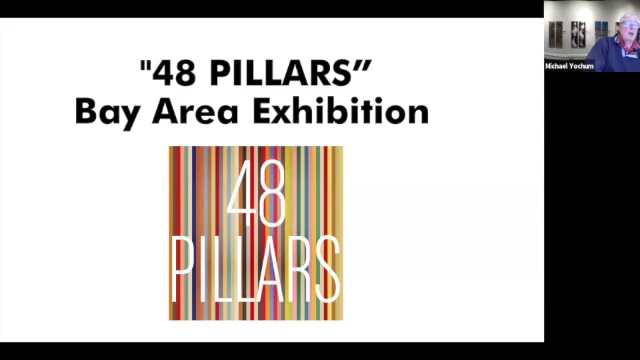 "48 PILLARS”
Bay Area Exhibition
48
PILLARS
Michael Yochum